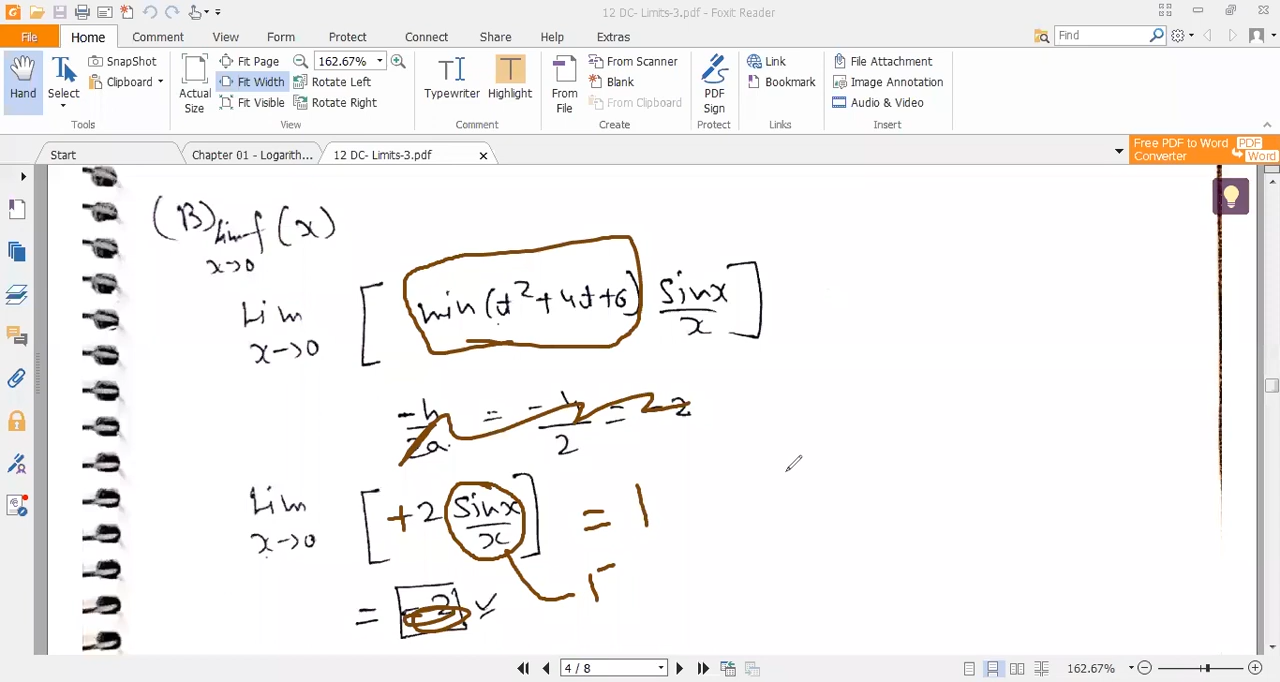 12 DC- Limits-3.pdf - Foxit Reader
File Home Comment View Form Protect Connect Share Help Extras Find
SnapShot Fit Page 162.67% From Scanner Link File Attachment
Hand Select Clipboard Actual Size Fit Width Rotate Left Typewriter Highlight From File Blank PDF Sign Bookmark Image Annotation
Fit Visible Rotate Right From Clipboard Audio & Video
Tools View Comment Create Protect Links Insert
Start Chapter 01 - Logarith... 12 DC- Limits-3.pdf Free PDF to Word Converter PDF Word
(B) Lim f(x)
x→0
Lim [ min (t²+4t+6) sinx/x ]
x→0
-b/2a = -4/2 = -2
Lim [ +2 sinx/x ] = 1
x→0
1⁻
= -2
4 / 8 162.67%